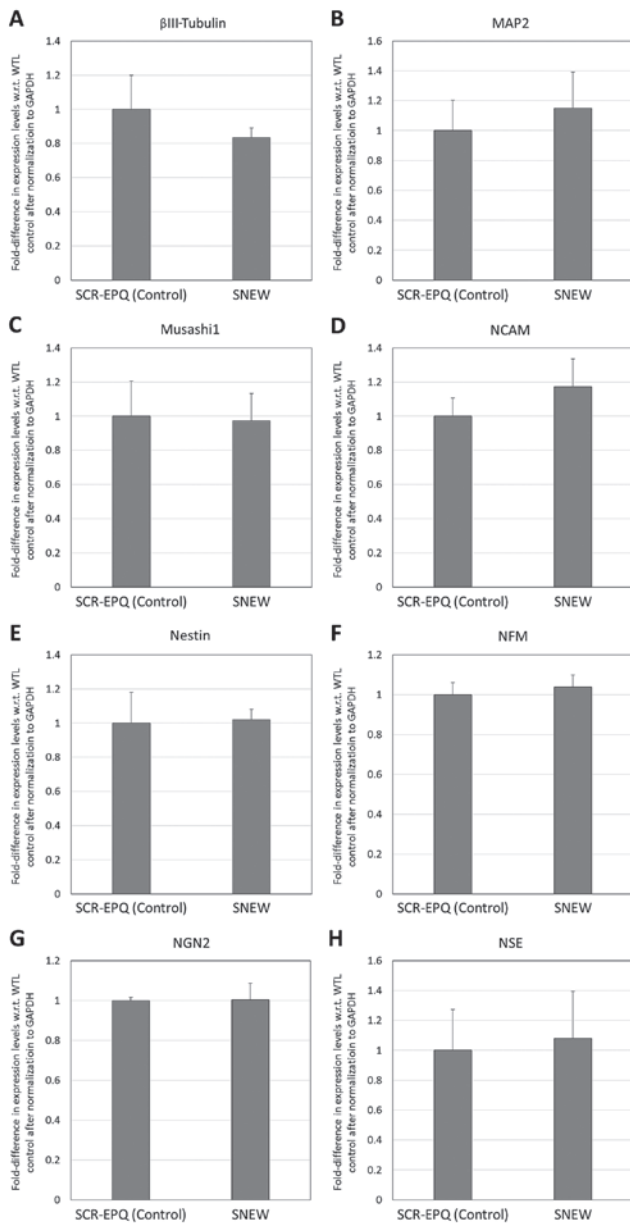 A
βIII-Tubulin
Fold-difference in expression levels w.r.t. WTL
control after normalizatioin to GAPDH
1.4
1.2
1
0.8
0.6
0.4
0.2
0
SCR-EPQ (Control)
SNEW
B
MAP2
Fold-difference in expression levels w.r.t. WTL
control after normalizatioin to GAPDH
1.6
1.4
1.2
1
0.8
0.6
0.4
0.2
0
SCR-EPQ (Control)
SNEW
C
Musashi1
Fold-difference in expression levels w.r.t. WTL
control after normalizatioin to GAPDH
1.4
1.2
1
0.8
0.6
0.4
0.2
0
SCR-EPQ (Control)
SNEW
D
NCAM
Fold-difference in expression levels w.r.t. WTL
control after normalizatioin to GAPDH
1.4
1.2
1
0.8
0.6
0.4
0.2
0
SCR-EPQ (Control)
SNEW
E
Nestin
Fold-difference in expression levels w.r.t. WTL
control after normalizatioin to GAPDH
1.4
1.2
1
0.8
0.6
0.4
0.2
0
SCR-EPQ (Control)
SNEW
F
NFM
Fold-difference in expression levels w.r.t. WTL
control after normalizatioin to GAPDH
1.2
1
0.8
0.6
0.4
0.2
0
SCR-EPQ (Control)
SNEW
G
NGN2
Fold-difference in expression levels w.r.t. WTL
control after normalizatioin to GAPDH
1.2
1
0.8
0.6
0.4
0.2
0
SCR-EPQ (Control)
SNEW
H
NSE
Fold-difference in expression levels w.r.t. WTL
control after normalizatioin to GAPDH
1.6
1.4
1.2
1
0.8
0.6
0.4
0.2
0
SCR-EPQ (Control)
SNEW